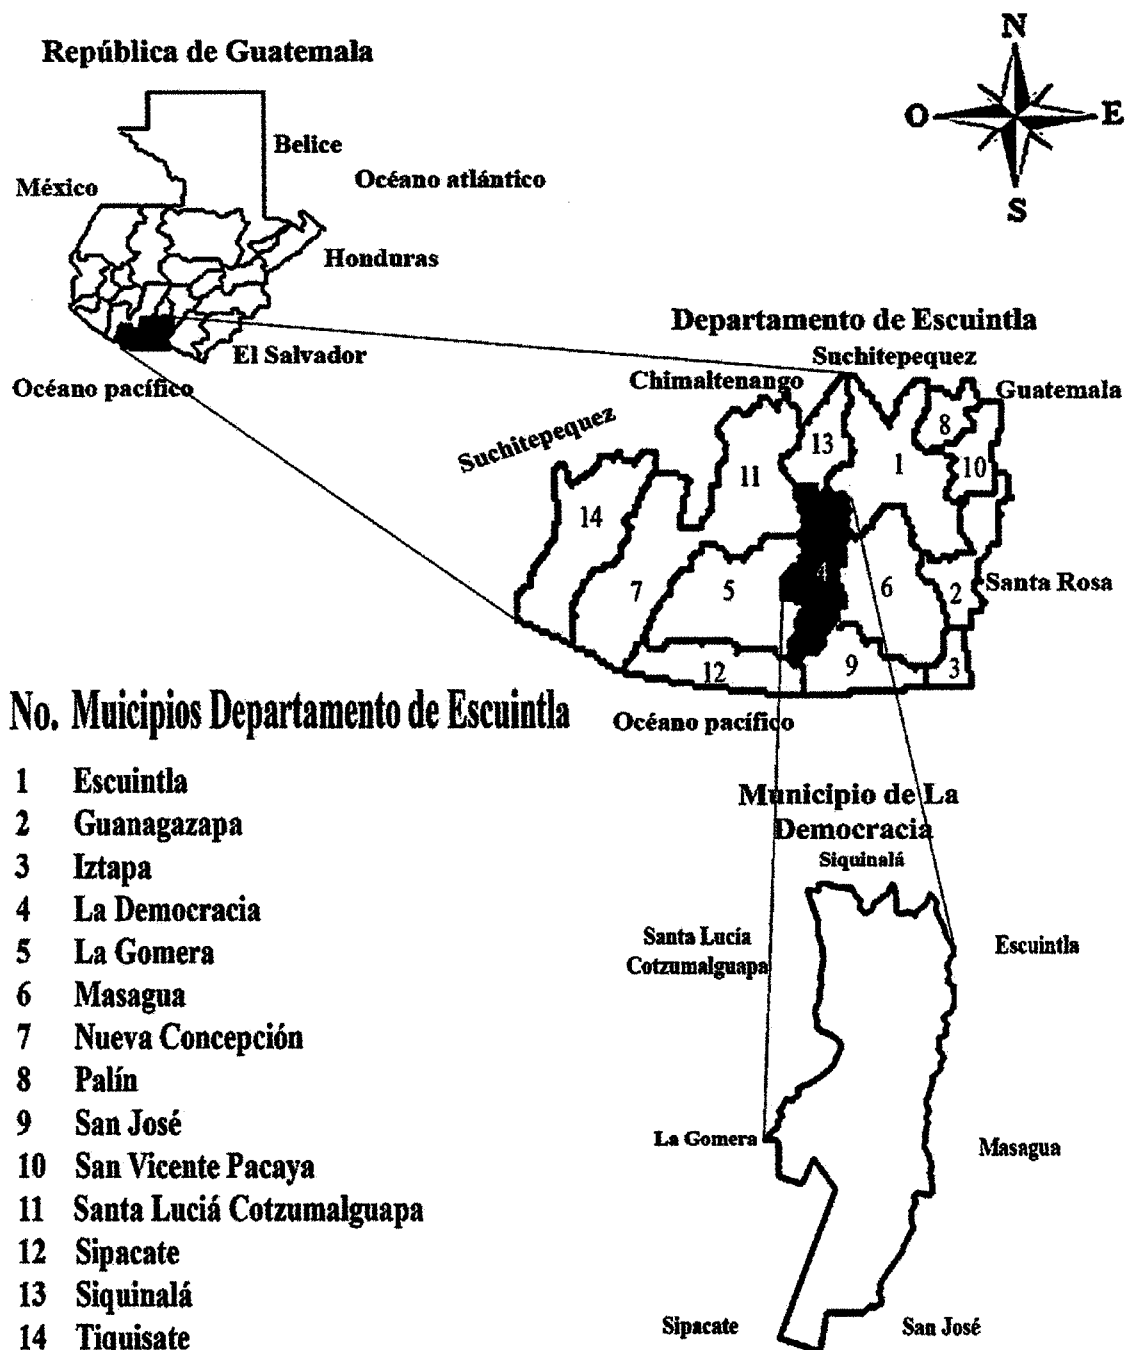 República de Guatemala
N
Belice
O
E
Océano atlántico
México
S
Honduras
Departamento de Escuintla
El Salvador
Suchitepequez
Océano pacífico
Chimaltenango
Guatemala
Suchitepequez
8
13
1
10
11
14
4
Santa Rosa
7
5
6
2
12
9
3
Océano pacífico
No. Muicipios Departamento de Escuintla
1 Escuintla
2 Guanagazapa
3 Iztapa
4 La Democracia
5 La Gomera
6 Masagua
7 Nueva Concepción
8 Palín
9 San José
10 San Vicente Pacaya
11 Santa Luciá Cotzumalguapa
12 Sipacate
13 Siquinalá
14 Tiquisate
Municipio de La
Democracia
Siquinalá
Santa Lucía
Cotzumalguapa
Escuintla
La Gomera
Masagua
Sipacate
San José